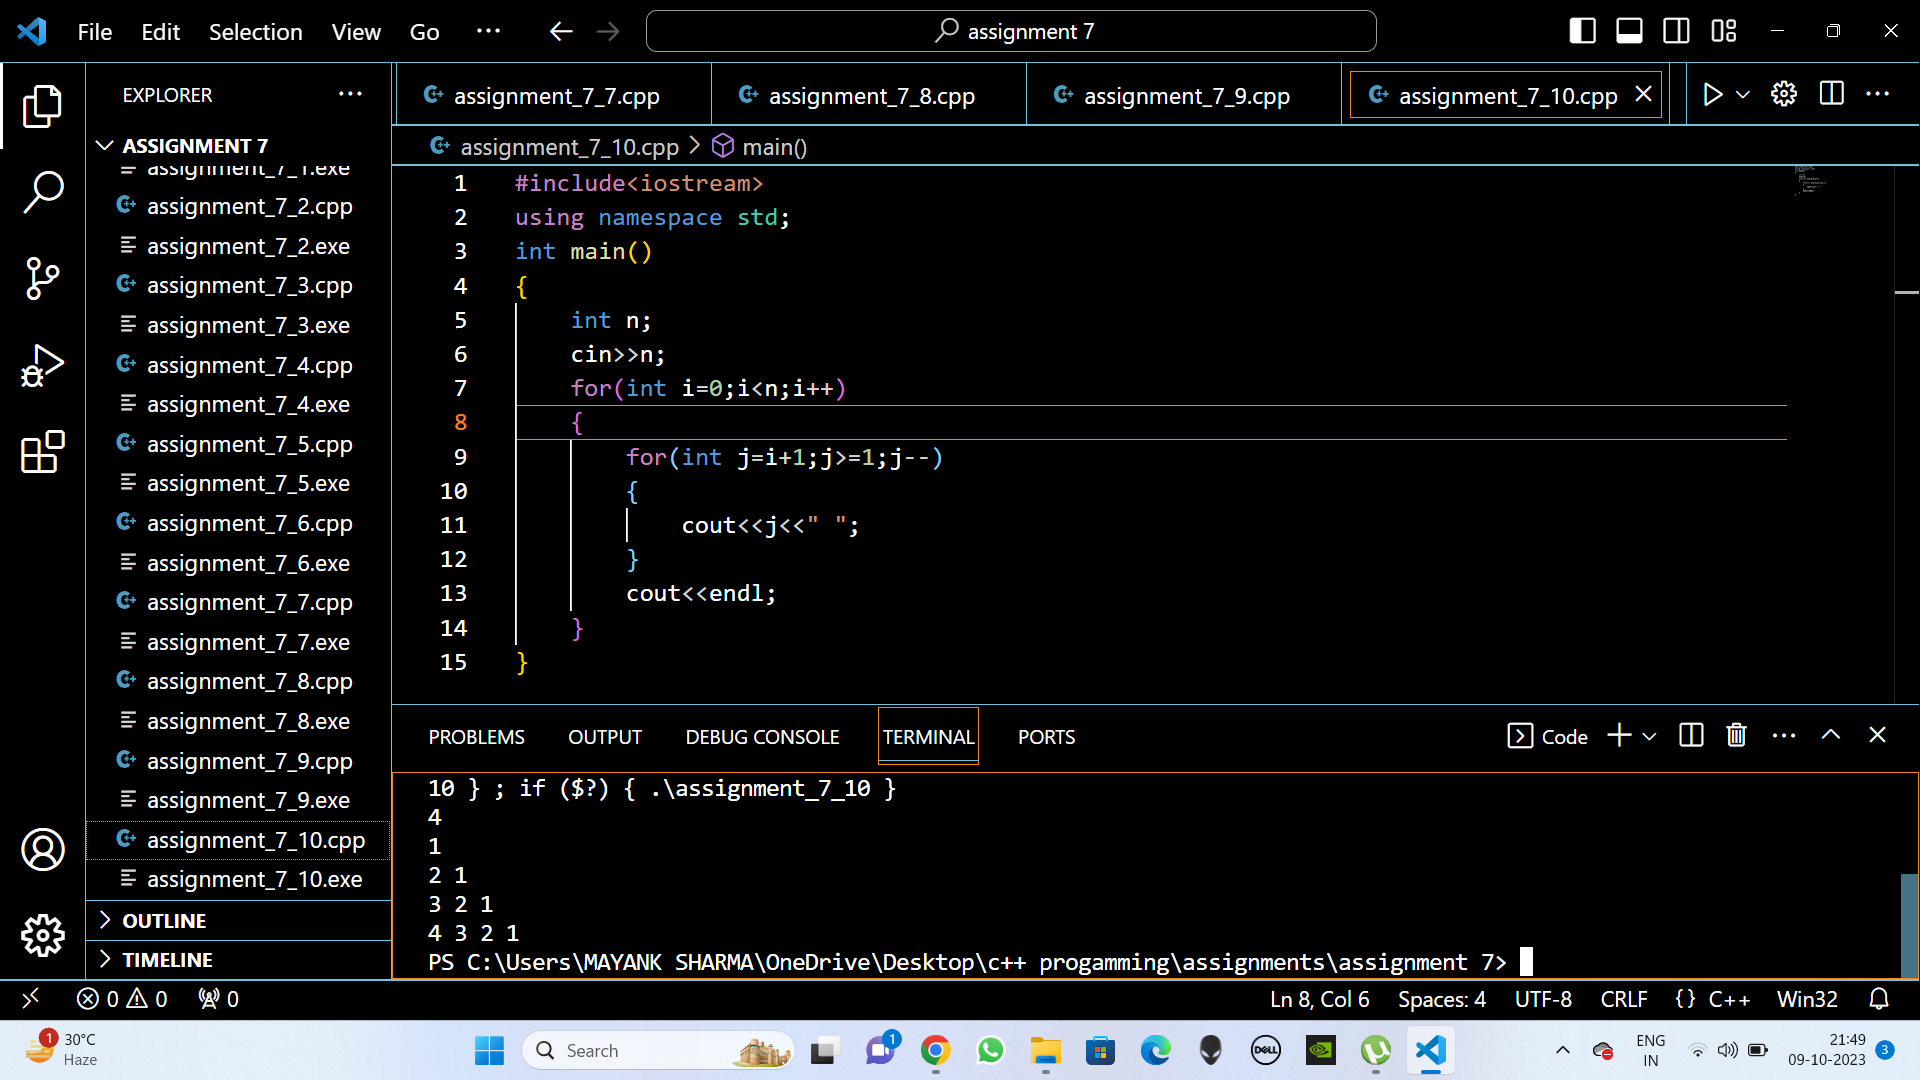 File Edit Selection View Go ···
assignment 7
EXPLORER ···
ASSIGNMENT 7
assignment_7_1.exe
assignment_7_2.cpp
assignment_7_2.exe
assignment_7_3.cpp
assignment_7_3.exe
assignment_7_4.cpp
assignment_7_4.exe
assignment_7_5.cpp
assignment_7_5.exe
assignment_7_6.cpp
assignment_7_6.exe
assignment_7_7.cpp
assignment_7_7.exe
assignment_7_8.cpp
assignment_7_8.exe
assignment_7_9.cpp
assignment_7_9.exe
assignment_7_10.cpp
assignment_7_10.exe
OUTLINE
TIMELINE
assignment_7_7.cpp assignment_7_8.cpp assignment_7_9.cpp assignment_7_10.cpp
assignment_7_10.cpp > main()
1 #include<iostream>
2 using namespace std;
3 int main()
4 {
5 int n;
6 cin>>n;
7 for(int i=0;i<n;i++)
8 {
9 for(int j=i+1;j>=1;j--)
10 {
11 cout<<j<<" ";
12 }
13 cout<<endl;
14 }
15 }
PROBLEMS OUTPUT DEBUG CONSOLE TERMINAL PORTS
Code
10 } ; if ($?) { .\assignment_7_10 }
4
1
2 1
3 2 1
4 3 2 1
PS C:\Users\MAYANK SHARMA\OneDrive\Desktop\c++ progamming\assignments\assignment 7>
0 0 0
Ln 8, Col 6 Spaces: 4 UTF-8 CRLF {} C++ Win32
1
30°C
Haze
Search
1
DELL
ENG
IN
21:49
09-10-2023
3